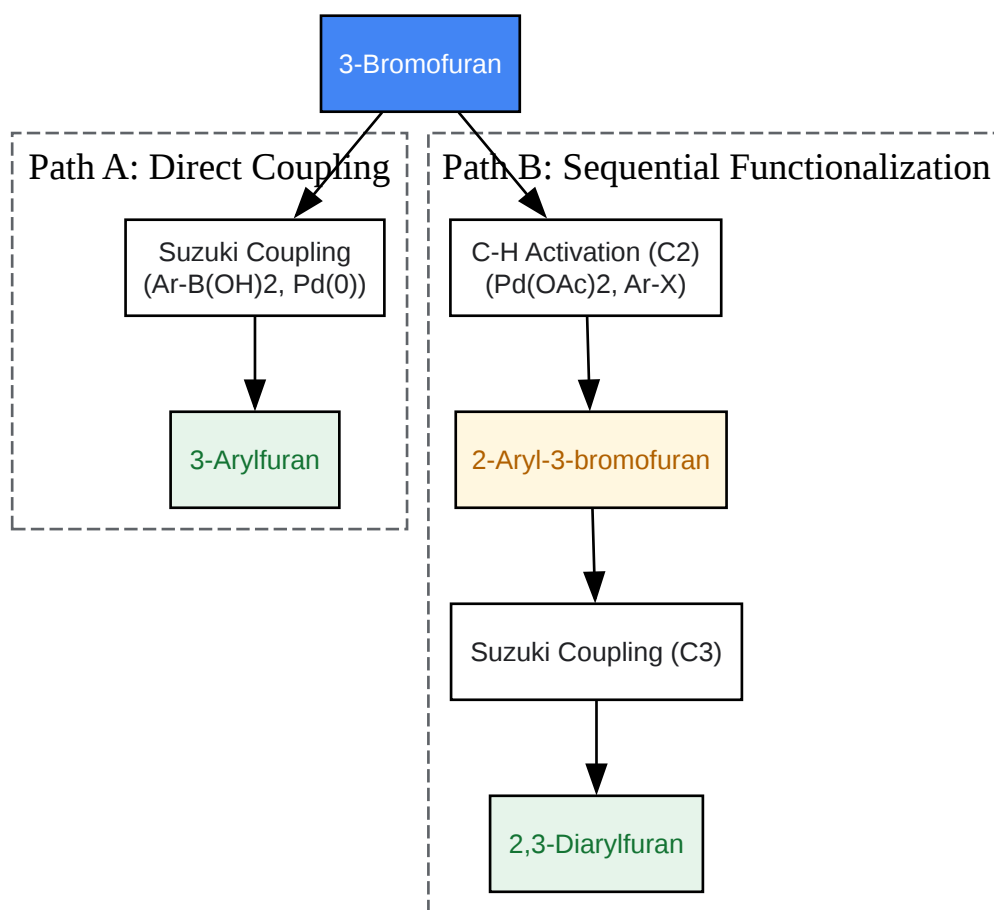 3-Bromofuran
Path A: Direct Coupling
Suzuki Coupling
(Ar-B(OH)2, Pd(0))
3-Arylfuran
Path B: Sequential Functionalization
C-H Activation (C2)
(Pd(OAc)2, Ar-X)
2-Aryl-3-bromofuran
Suzuki Coupling (C3)
2,3-Diarylfuran